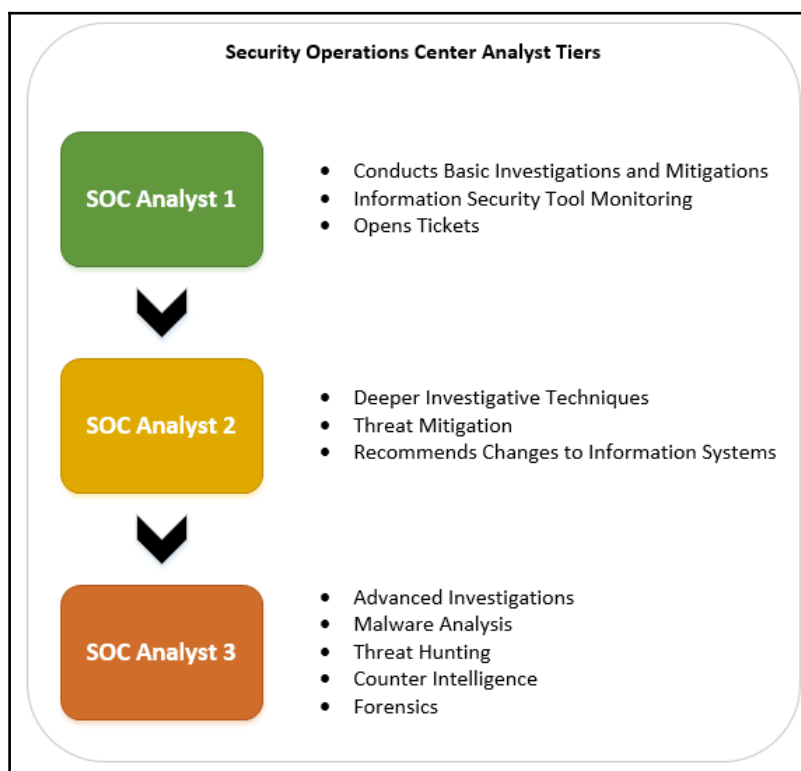 Security Operations Center Analyst Tiers
SOC Analyst 1
• Conducts Basic Investigations and Mitigations
• Information Security Tool Monitoring
• Opens Tickets
SOC Analyst 2
• Deeper Investigative Techniques
• Threat Mitigation
• Recommends Changes to Information Systems
SOC Analyst 3
• Advanced Investigations
• Malware Analysis
• Threat Hunting
• Counter Intelligence
• Forensics